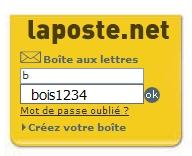 laposte.net
Boîte aux lettres
b
bois1234
ok
Mot de passe oublié ?
Créez votre boîte